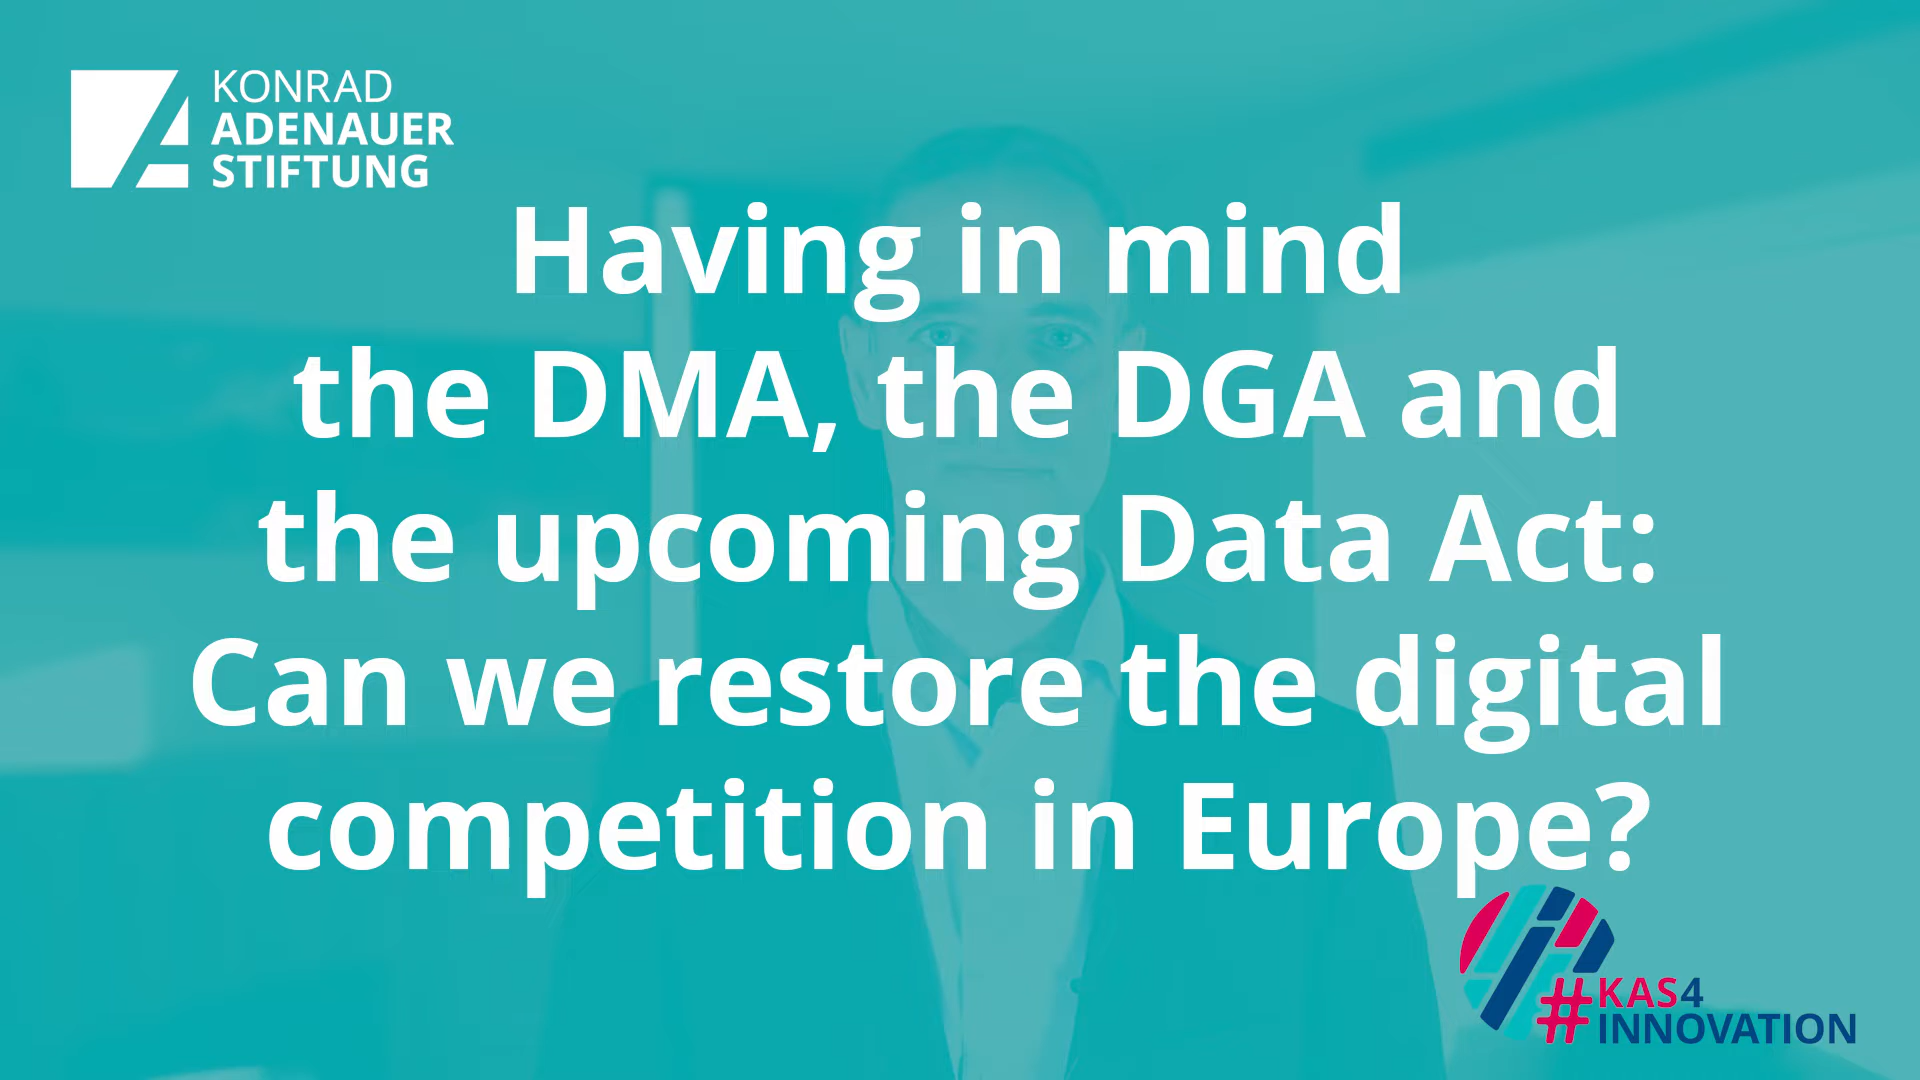 KONRAD
ADENAUER
STIFTUNG
Having in mind
the DMA, the DGA and
the upcoming Data Act:
Can we restore the digital
competition in Europe?
#KAS4
INNOVATION